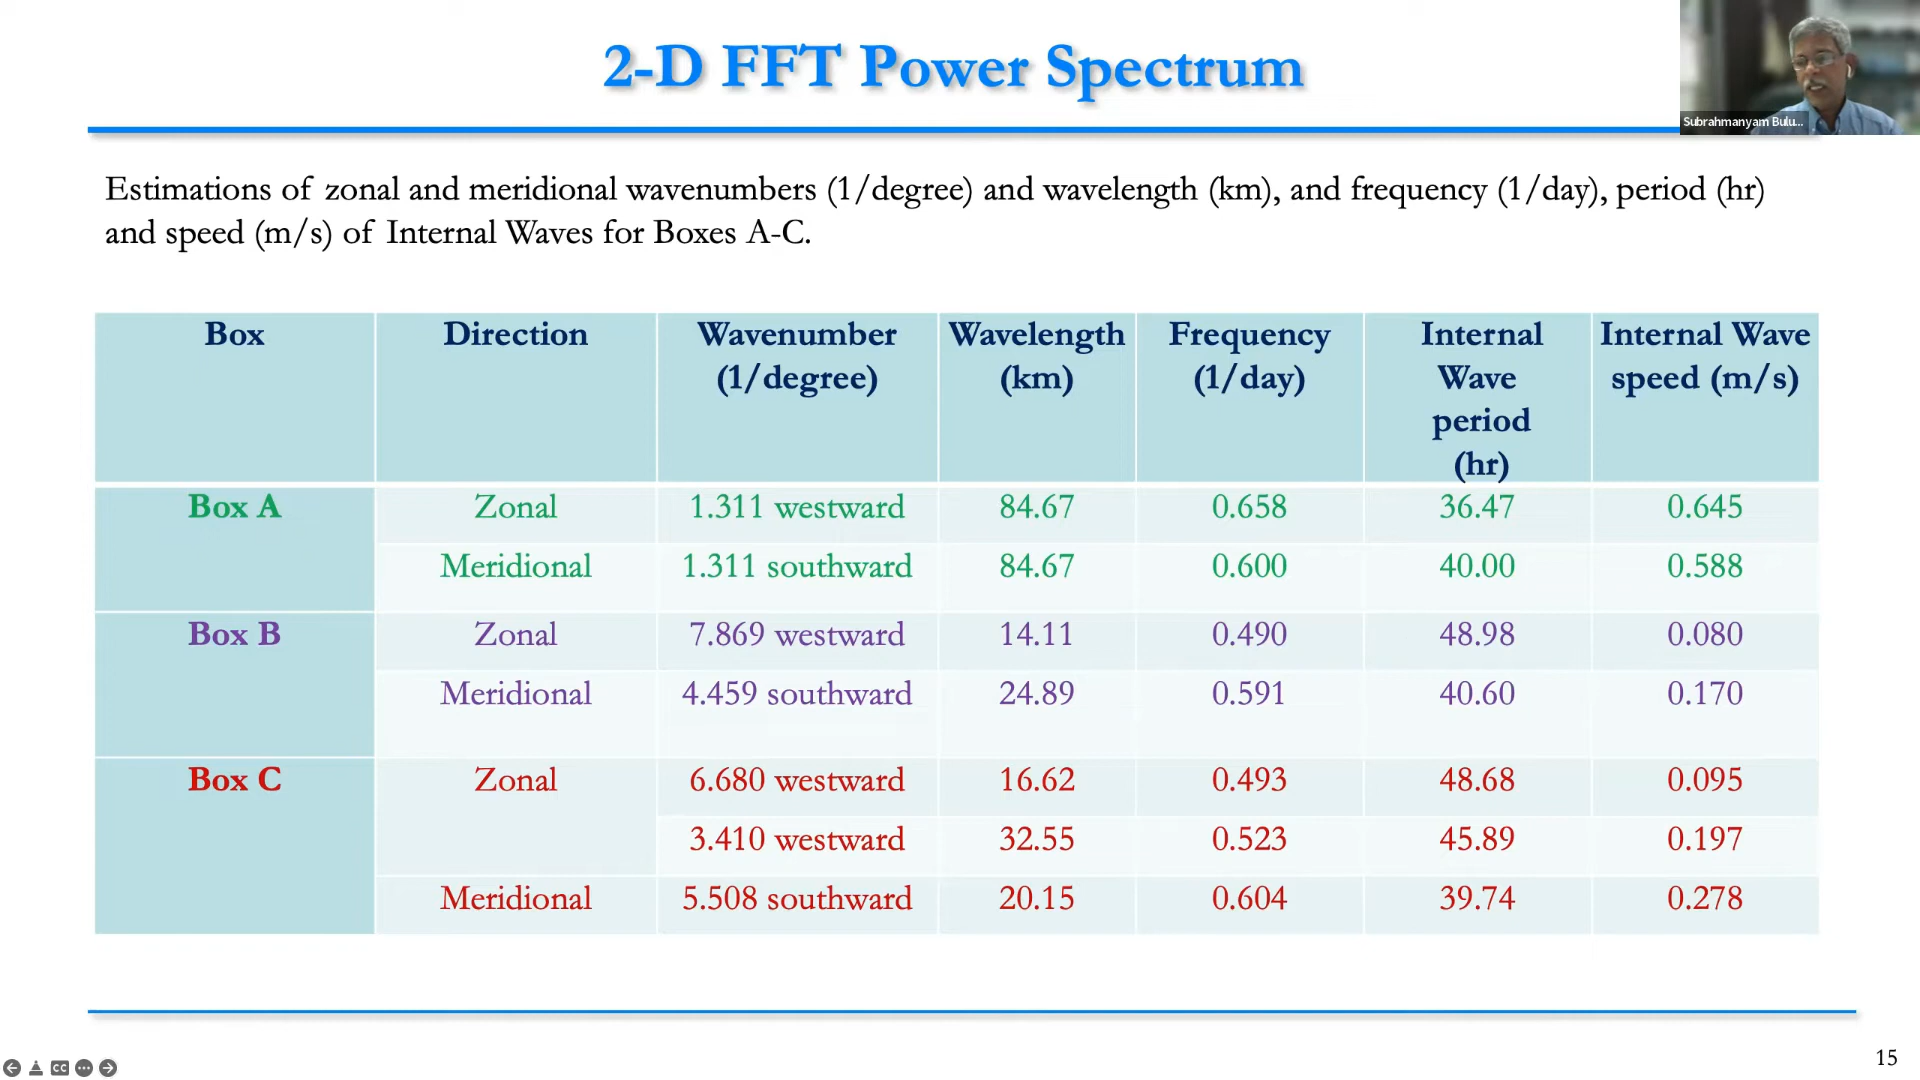 2-D FFT Power Spectrum
Subrahmanyam Bulu...
Estimations of zonal and meridional wavenumbers (1/degree) and wavelength (km), and frequency (1/day), period (hr)
and speed (m/s) of Internal Waves for Boxes A-C.
Box Direction Wavenumber (1/degree) Wavelength (km) Frequency (1/day) Internal Wave period (hr) Internal Wave speed (m/s)
Box A Zonal 1.311 westward 84.67 0.658 36.47 0.645
Meridional 1.311 southward 84.67 0.600 40.00 0.588
Box B Zonal 7.869 westward 14.11 0.490 48.98 0.080
Meridional 4.459 southward 24.89 0.591 40.60 0.170
Box C Zonal 6.680 westward 16.62 0.493 48.68 0.095
3.410 westward 32.55 0.523 45.89 0.197
Meridional 5.508 southward 20.15 0.604 39.74 0.278
CC
15